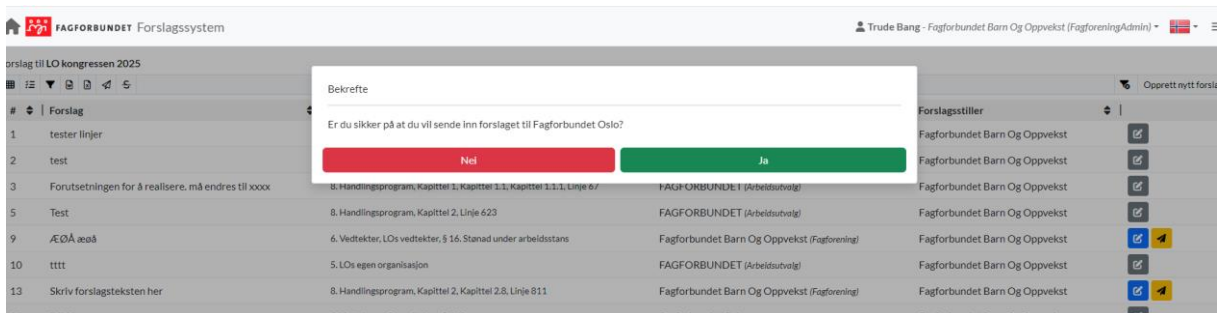 FAGFORBUNDET Forslagssystem
Trude Bang - Fagforbundet Barn Og Oppvekst (FagforeningAdmin)
orslag til LO kongressen 2025
Opprett nytt forsla
Bekrefte
Er du sikker på at du vil sende inn forslaget til Fagforbundet Oslo?
Nei Ja
# Forslag Forslagsstiller
1 tester linjer Fagforbundet Barn Og Oppvekst
2 test Fagforbundet Barn Og Oppvekst
3 Forutsetningen for å realisere. må endres til xxxx 8. Handlingsprogram, Kapittel 1, Kapittel 1.1, Kapittel 1.1.1, Linje 67 FAGFORBUNDET (Arbeidsutvalg) Fagforbundet Barn Og Oppvekst
5 Test 8. Handlingsprogram, Kapittel 2, Linje 623 FAGFORBUNDET (Arbeidsutvalg) Fagforbundet Barn Og Oppvekst
9 ÆØÅ æøå 6. Vedtekter, LOs vedtekter, § 16. Stønad under arbeidsstans Fagforbundet Barn Og Oppvekst (Fagforening) Fagforbundet Barn Og Oppvekst
10 tttt 5. LOs egen organisasjon FAGFORBUNDET (Arbeidsutvalg) Fagforbundet Barn Og Oppvekst
13 Skriv forslagsteksten her 8. Handlingsprogram, Kapittel 2, Kapittel 2.8, Linje 811 Fagforbundet Barn Og Oppvekst (Fagforening) Fagforbundet Barn Og Oppvekst